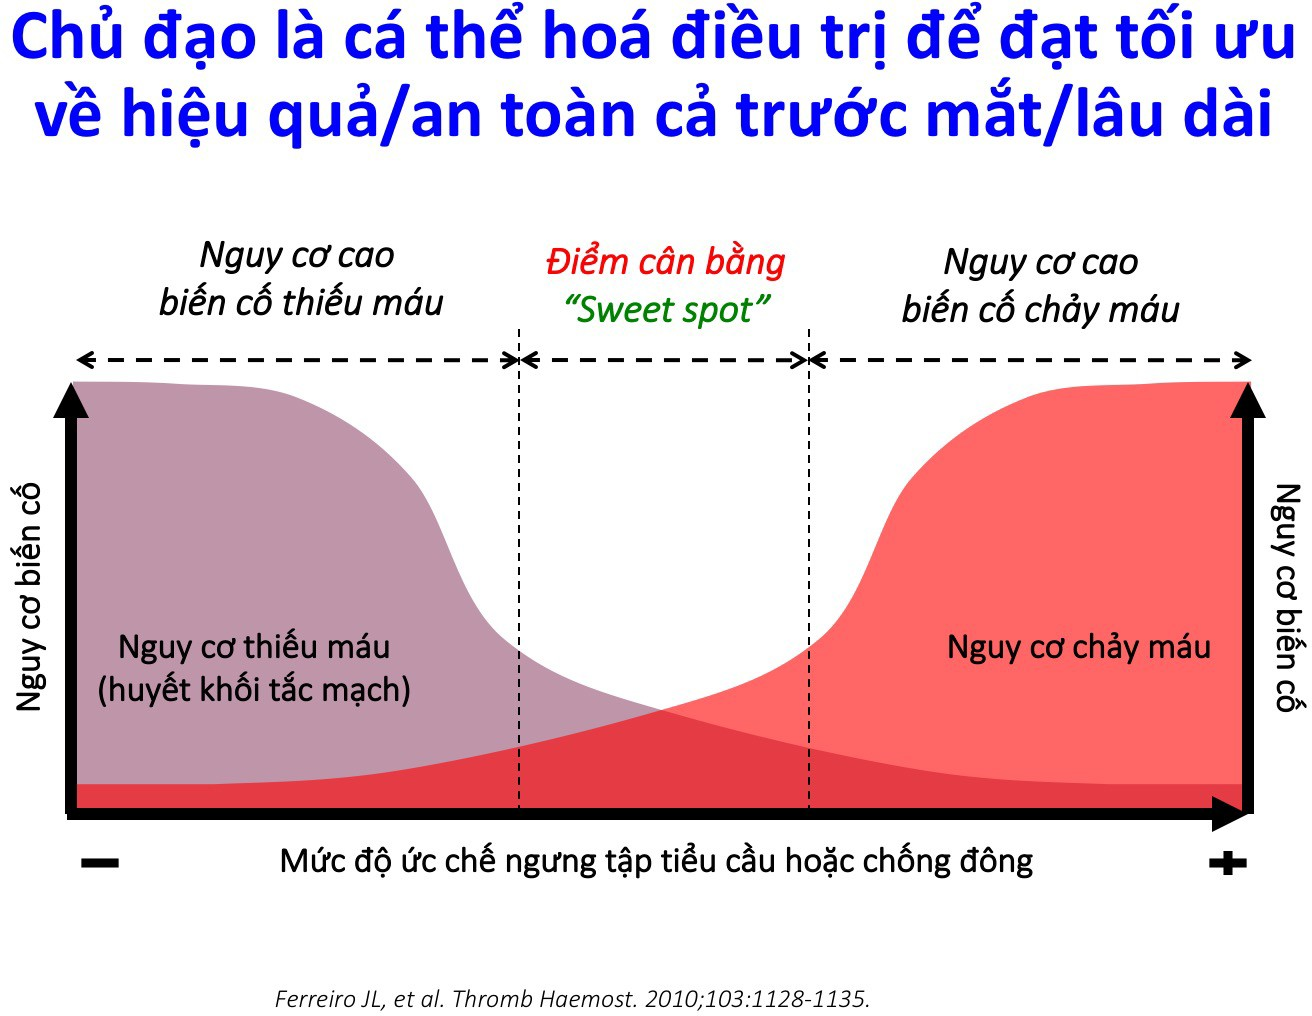 Chủ đạo là cá thể hoá điều trị để đạt tối ưu
về hiệu quả/an toàn cả trước mắt/lâu dài
Nguy cơ cao
biến cố thiếu máu
Điểm cân bằng
“Sweet spot”
Nguy cơ cao
biến cố chảy máu
Nguy cơ biến cố
Nguy cơ thiếu máu
(huyết khối tắc mạch)
Nguy cơ chảy máu
Nguy cơ biến cố
Mức độ ức chế ngưng tập tiểu cầu hoặc chống đông
Ferreiro JL, et al. Thromb Haemost. 2010;103:1128-1135.